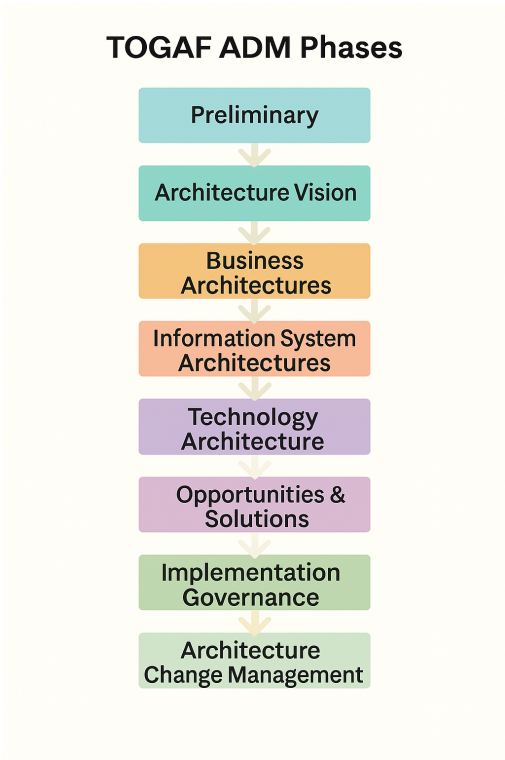 TOGAF ADM Phases
Preliminary
Architecture Vision
Business
Architectures
Information System
Architectures
Technology
Architecture
Opportunities &
Solutions
Implementation
Governance
Architecture
Change Management